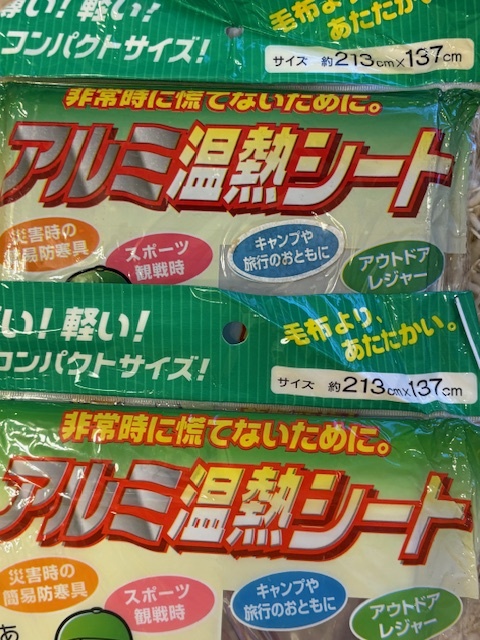 い！軽い！
コンパクトサイズ！
毛布より、
あたたかい。
サイズ 約213cm×137cm
非常時に慌てないために。
アルミ温熱シート
災害時の
簡易防寒具
スポーツ
観戦時
キャンプや
旅行のおともに
アウトドア
レジャー
い！軽い！
コンパクトサイズ！
毛布より、
あたたかい。
サイズ 約213cm×137cm
非常時に慌てないために。
アルミ温熱シート
災害時の
簡易防寒具
スポーツ
観戦時
キャンプや
旅行のおともに
アウトドア
レジャー
あ